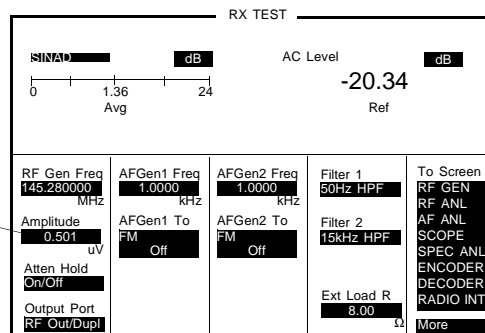 RX TEST
SINAD dB AC Level dB
0 1.36 24 -20.34
Avg Ref
RF Gen Freq
145.280000
MHz
Amplitude
0.501
uV
Atten Hold
On/Off
Output Port
RF Out/Dupl
AFGen1 Freq
1.0000
kHz
AFGen1 To
FM
Off
AFGen2 Freq
1.0000
kHz
AFGen2 To
FM
Off
Filter 1
50Hz HPF
Filter 2
15kHz HPF
Ext Load R
8.00
Ω
To Screen
RF GEN
RF ANL
AF ANL
SCOPE
SPEC ANL
ENCODER
DECODER
RADIO INT
More